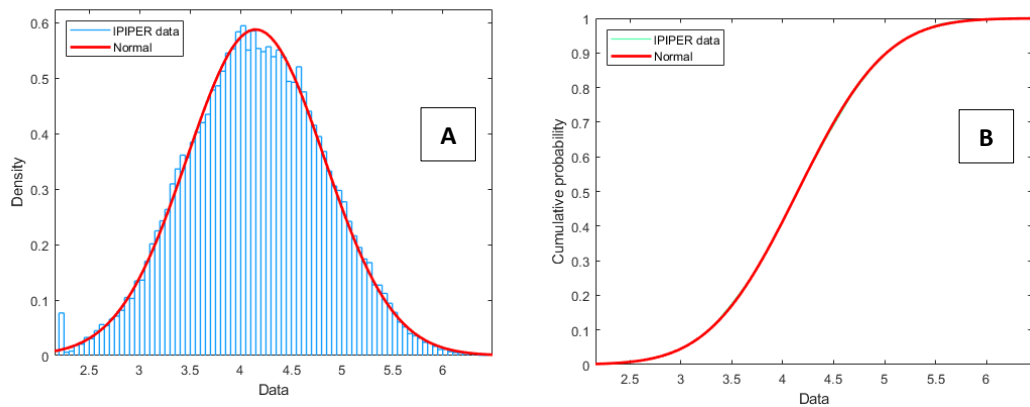 IPIPER data
Normal
A
Density
0.6
0.5
0.4
0.3
0.2
0.1
0
2.5 3 3.5 4 4.5 5 5.5 6
Data
IPIPER data
Normal
B
Cumulative probability
1
0.9
0.8
0.7
0.6
0.5
0.4
0.3
0.2
0.1
0
2.5 3 3.5 4 4.5 5 5.5 6
Data